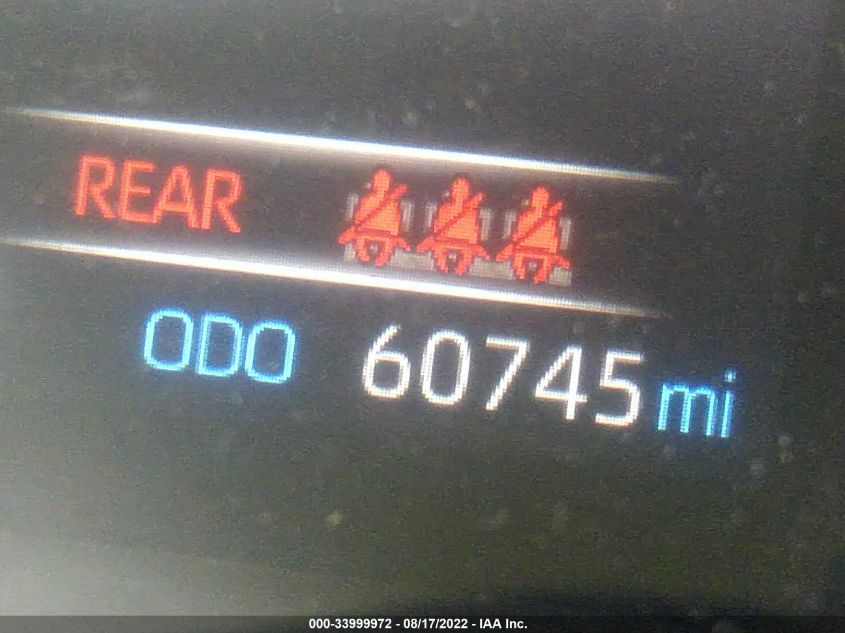 REAR
ODO 60745 mi
000-33999972 - 08/17/2022 - IAA Inc.